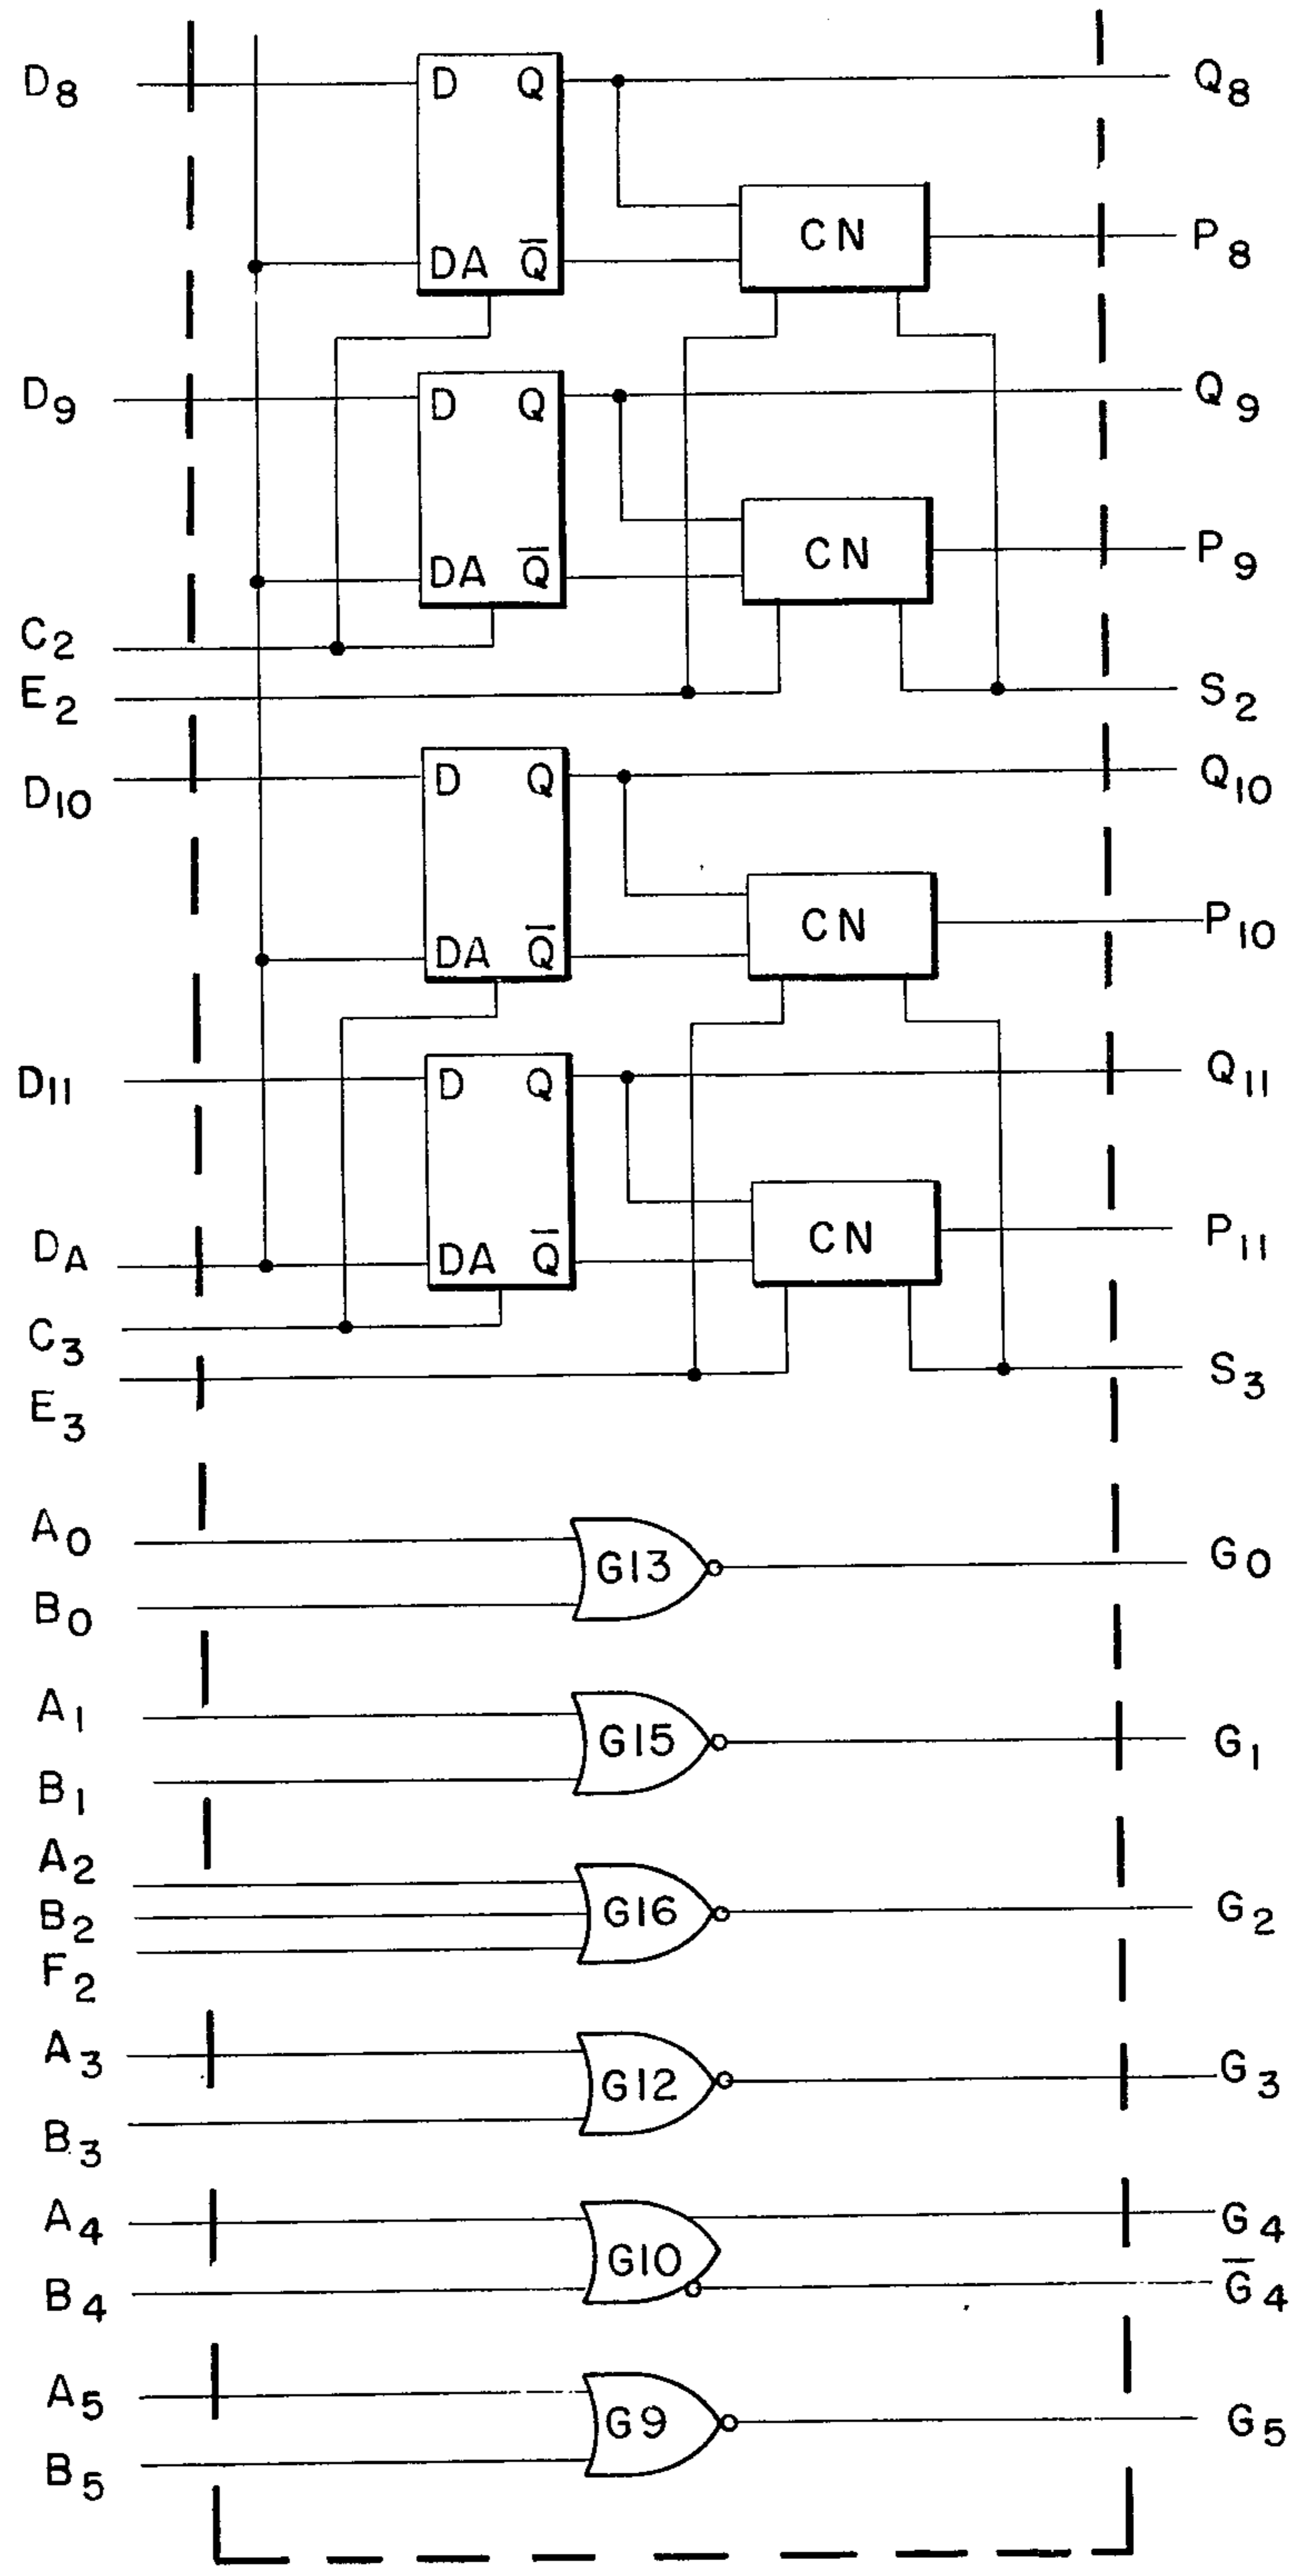 D8 D Q Q8
CN P8
DA Q̅
D9 D Q Q9
CN P9
DA Q̅
C2
E2 S2
D10 D Q Q10
CN P10
DA Q̅
D11 D Q Q11
CN P11
DA DA Q̅
C3
E3 S3
A0
G13 G0
B0
A1
G15 G1
B1
A2
B2 G16 G2
F2
A3
G12 G3
B3
A4 G4
G10
B4 G̅4
A5
G9 G5
B5